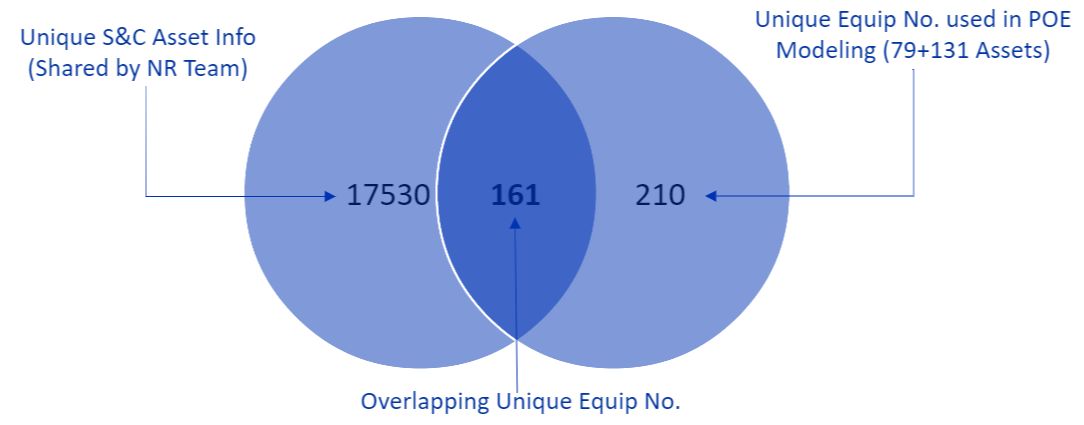 Unique S&C Asset Info
(Shared by NR Team)
Unique Equip No. used in POE
Modeling (79+131 Assets)
17530
161
210
Overlapping Unique Equip No.